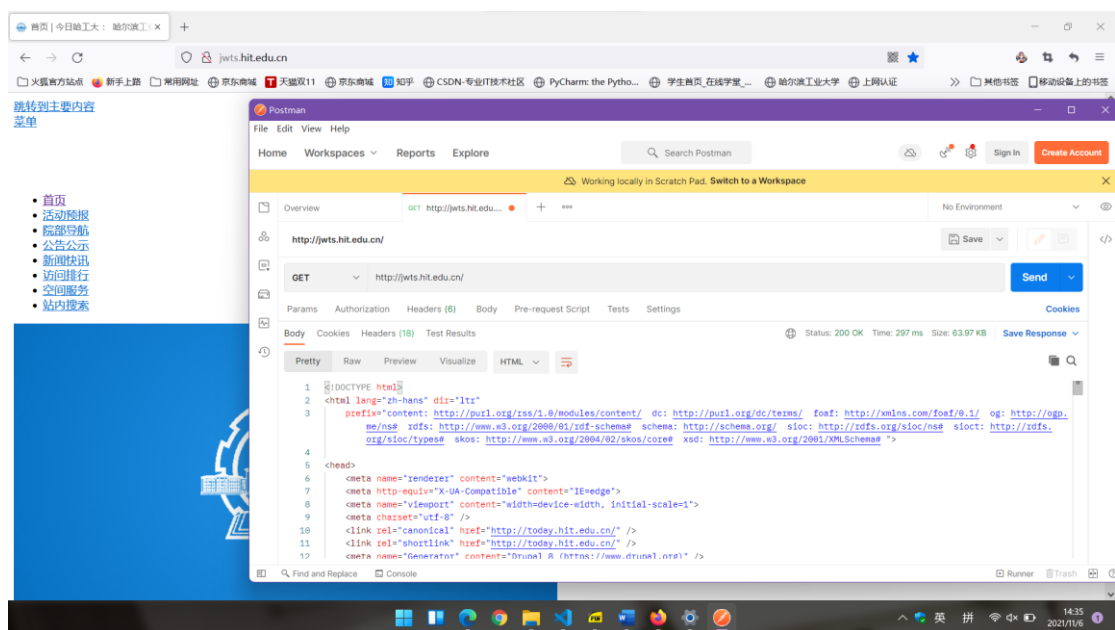 首页 | 今日哈工大： 哈尔滨工
jwts.hit.edu.cn
火狐官方站点 新手上路 常用网址 京东商城 天猫双11 京东商城 知乎 CSDN-专业IT技术社区 PyCharm: the Pytho... 学生首页_在线学堂_... 哈尔滨工业大学 上网认证 其他书签 移动设备上的书签
跳转到主要内容
菜单
首页
活动预报
院部导航
公告公示
新闻快讯
访问排行
空间服务
站内搜索
Postman
File Edit View Help
Home Workspaces Reports Explore Search Postman Sign In Create Account
Working locally in Scratch Pad. Switch to a Workspace
Overview GET http://jwts.hit.edu.... No Environment
http://jwts.hit.edu.cn/ Save
GET http://jwts.hit.edu.cn/ Send
Params Authorization Headers (6) Body Pre-request Script Tests Settings Cookies
Body Cookies Headers (18) Test Results Status: 200 OK Time: 297 ms Size: 63.97 KB Save Response
Pretty Raw Preview Visualize HTML
1 <!DOCTYPE html>
2 <html lang="zh-hans" dir="ltr"
3 prefix="content: http://purl.org/rss/1.0/modules/content/ dc: http://purl.org/dc/terms/ foaf: http://xmlns.com/foaf/0.1/ og: http://ogp.
me/ns# rdfs: http://www.w3.org/2000/01/rdf-schema# schema: http://schema.org/ sioc: http://rdfs.org/sioc/ns# sioct: http://rdfs.
org/sioc/types# skos: http://www.w3.org/2004/02/skos/core# xsd: http://www.w3.org/2001/XMLSchema# ">
4
5 <head>
6 <meta name="renderer" content="webkit">
7 <meta http-equiv="X-UA-Compatible" content="IE=edge">
8 <meta name="viewport" content="width=device-width, initial-scale=1">
9 <meta charset="utf-8" />
10 <link rel="canonical" href="http://today.hit.edu.cn/" />
11 <link rel="shortlink" href="http://today.hit.edu.cn/" />
12 <meta name="Generator" content="Drupal 8 (https://www.drupal.org)" />
Find and Replace Console Runner Trash
英 拼 14:35
2021/11/6 1